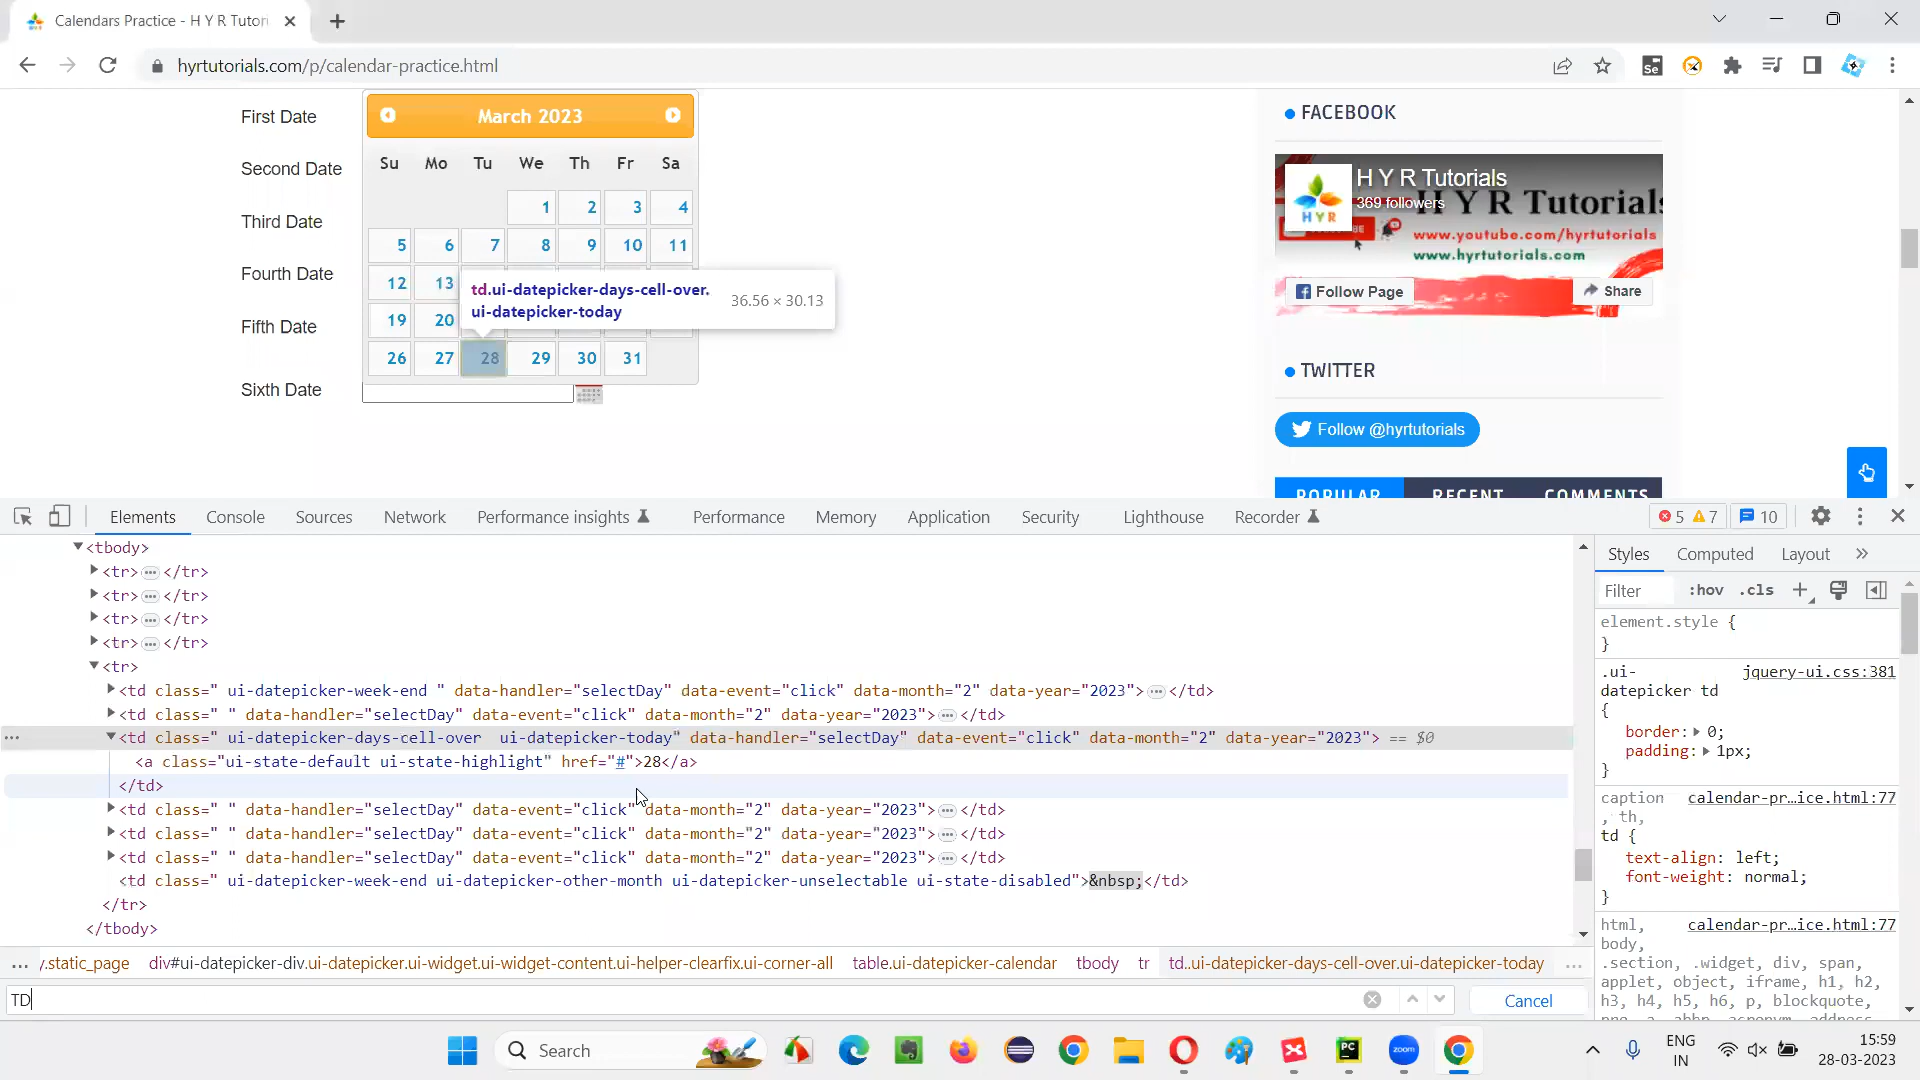 Calendars Practice - H Y R Tutori
hyrtutorials.com/p/calendar-practice.html
First Date
Second Date
Third Date
Fourth Date
Fifth Date
Sixth Date
March 2023
Su Mo Tu We Th Fr Sa
1 2 3 4
5 6 7 8 9 10 11
12 13
19 20
26 27 28 29 30 31
td.ui-datepicker-days-cell-over.
ui-datepicker-today
36.56 × 30.13
FACEBOOK
H Y R Tutorials
369 followers
H Y R Tutorials
HYR
www.youtube.com/hyrtutorials
www.hyrtutorials.com
Follow Page
Share
TWITTER
Follow @hyrtutorials
POPULAR RECENT COMMENTS
Elements Console Sources Network Performance insights Performance Memory Application Security Lighthouse Recorder 5 7 10
<tbody>
<tr>…</tr>
<tr>…</tr>
<tr>…</tr>
<tr>…</tr>
<tr>
<td class=" ui-datepicker-week-end " data-handler="selectDay" data-event="click" data-month="2" data-year="2023">…</td>
<td class=" " data-handler="selectDay" data-event="click" data-month="2" data-year="2023">…</td>
<td class=" ui-datepicker-days-cell-over  ui-datepicker-today" data-handler="selectDay" data-event="click" data-month="2" data-year="2023"> == $0
<a class="ui-state-default ui-state-highlight" href="#">28</a>
</td>
<td class=" " data-handler="selectDay" data-event="click" data-month="2" data-year="2023">…</td>
<td class=" " data-handler="selectDay" data-event="click" data-month="2" data-year="2023">…</td>
<td class=" " data-handler="selectDay" data-event="click" data-month="2" data-year="2023">…</td>
<td class=" ui-datepicker-week-end ui-datepicker-other-month ui-datepicker-unselectable ui-state-disabled">&nbsp;</td>
</tr>
</tbody>
… /.static_page div#ui-datepicker-div.ui-datepicker.ui-widget.ui-widget-content.ui-helper-clearfix.ui-corner-all table.ui-datepicker-calendar tbody tr td..ui-datepicker-days-cell-over.ui-datepicker-today …
TD
Cancel
Styles Computed Layout »
Filter :hov .cls
element.style {
}
.ui- jquery-ui.css:381
datepicker td
{
border: 0;
padding: 1px;
}
caption calendar-pr…ice.html:77
, th,
td {
text-align: left;
font-weight: normal;
}
html, calendar-pr…ice.html:77
body,
.section, .widget, div, span,
applet, object, iframe, h1, h2,
h3, h4, h5, h6, p, blockquote,
pre, a, abbr, acronym, address,
Search
Se
PC
zoom
ENG
IN
15:59
28-03-2023